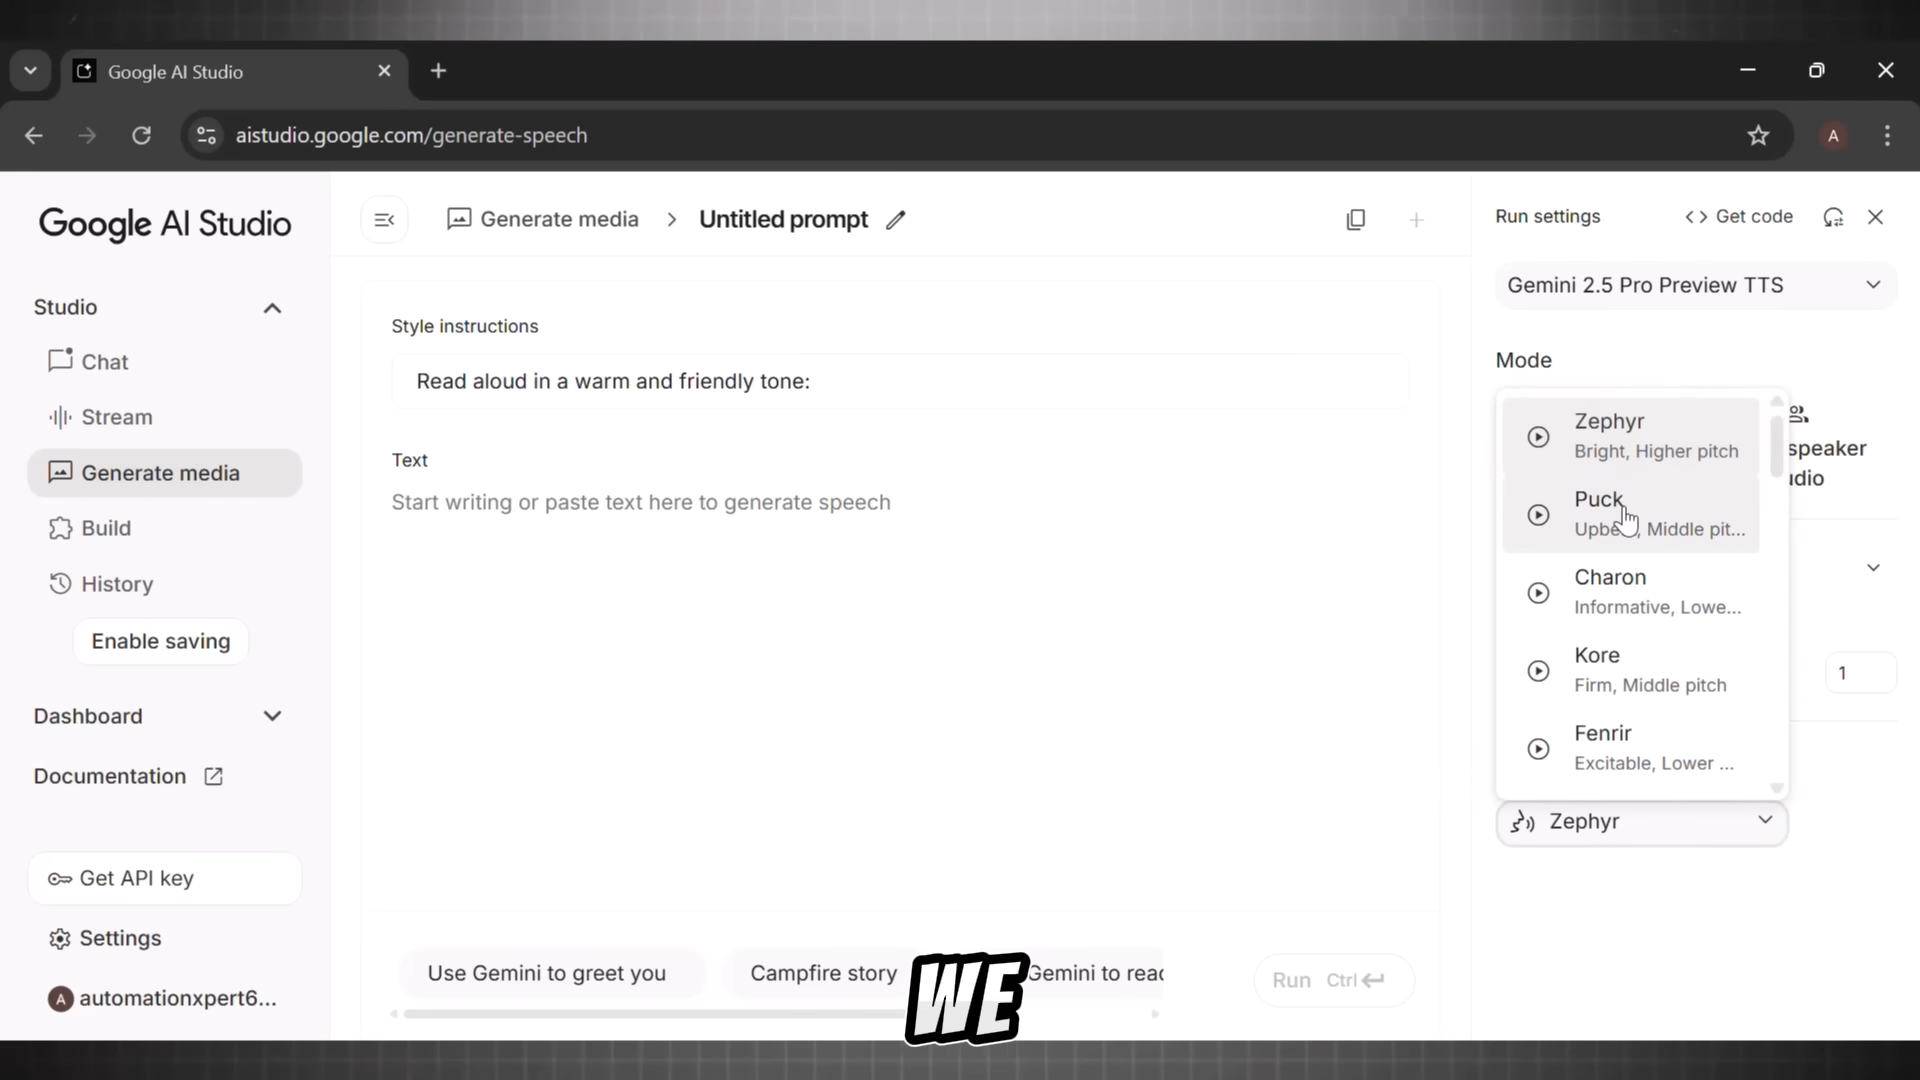 Google AI Studio
aistudio.google.com/generate-speech
A
Google AI Studio
Studio
Chat
Stream
Generate media
Build
History
Enable saving
Dashboard
Documentation
Get API key
Settings
A automationxpert6...
Generate media > Untitled prompt
Style instructions
Read aloud in a warm and friendly tone:
Text
Start writing or paste text here to generate speech
Use Gemini to greet you
Campfire story
Gemini to read
Run Ctrl
WE
Run settings
<> Get code
Gemini 2.5 Pro Preview TTS
Mode
speaker
dio
Zephyr
Bright, Higher pitch
Puck
Middle pit...
Charon
Informative, Lowe...
Kore
Firm, Middle pitch
Fenrir
Excitable, Lower ...
1
Zephyr